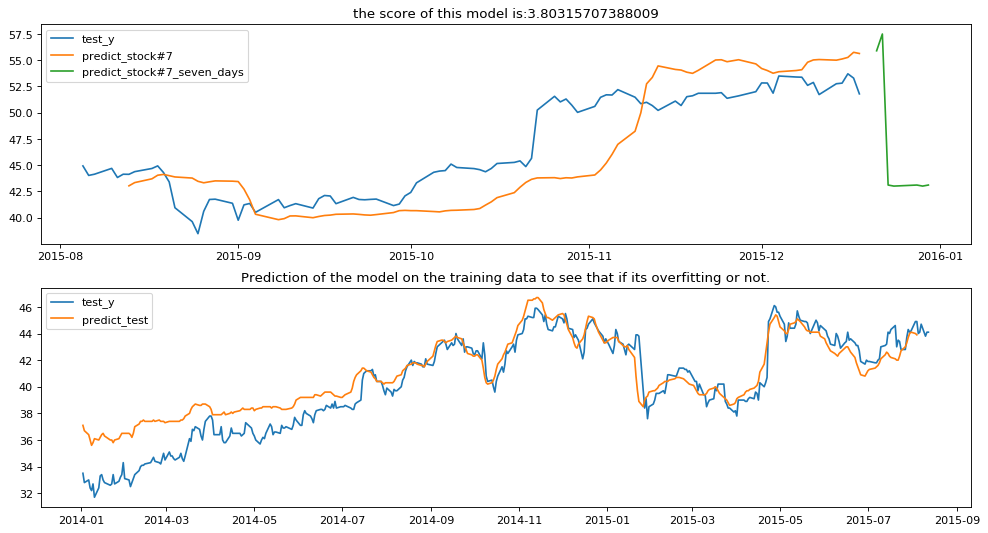 the score of this model is:3.80315707388009
57.5
55.0
52.5
50.0
47.5
45.0
42.5
40.0
test_y
predict_stock#7
predict_stock#7_seven_days
2015-08 2015-09 2015-10 2015-11 2015-12 2016-01
Prediction of the model on the training data to see that if its overfitting or not.
46
44
42
40
38
36
34
32
test_y
predict_test
2014-01 2014-03 2014-05 2014-07 2014-09 2014-11 2015-01 2015-03 2015-05 2015-07 2015-09